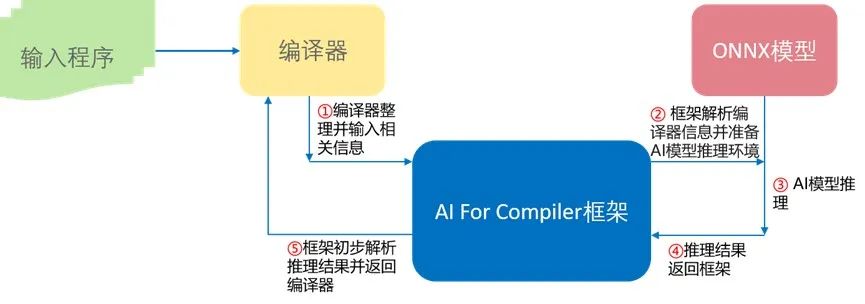 输入程序
编译器
ONNX模型
①编译器整
理并输入相
关信息
② 框架解析编
译器信息并准备
AI模型推理环境
AI For Compiler框架
③ AI模型推
理
④推理结果
返回框架
⑤框架初步解析
推理结果并返回
编译器